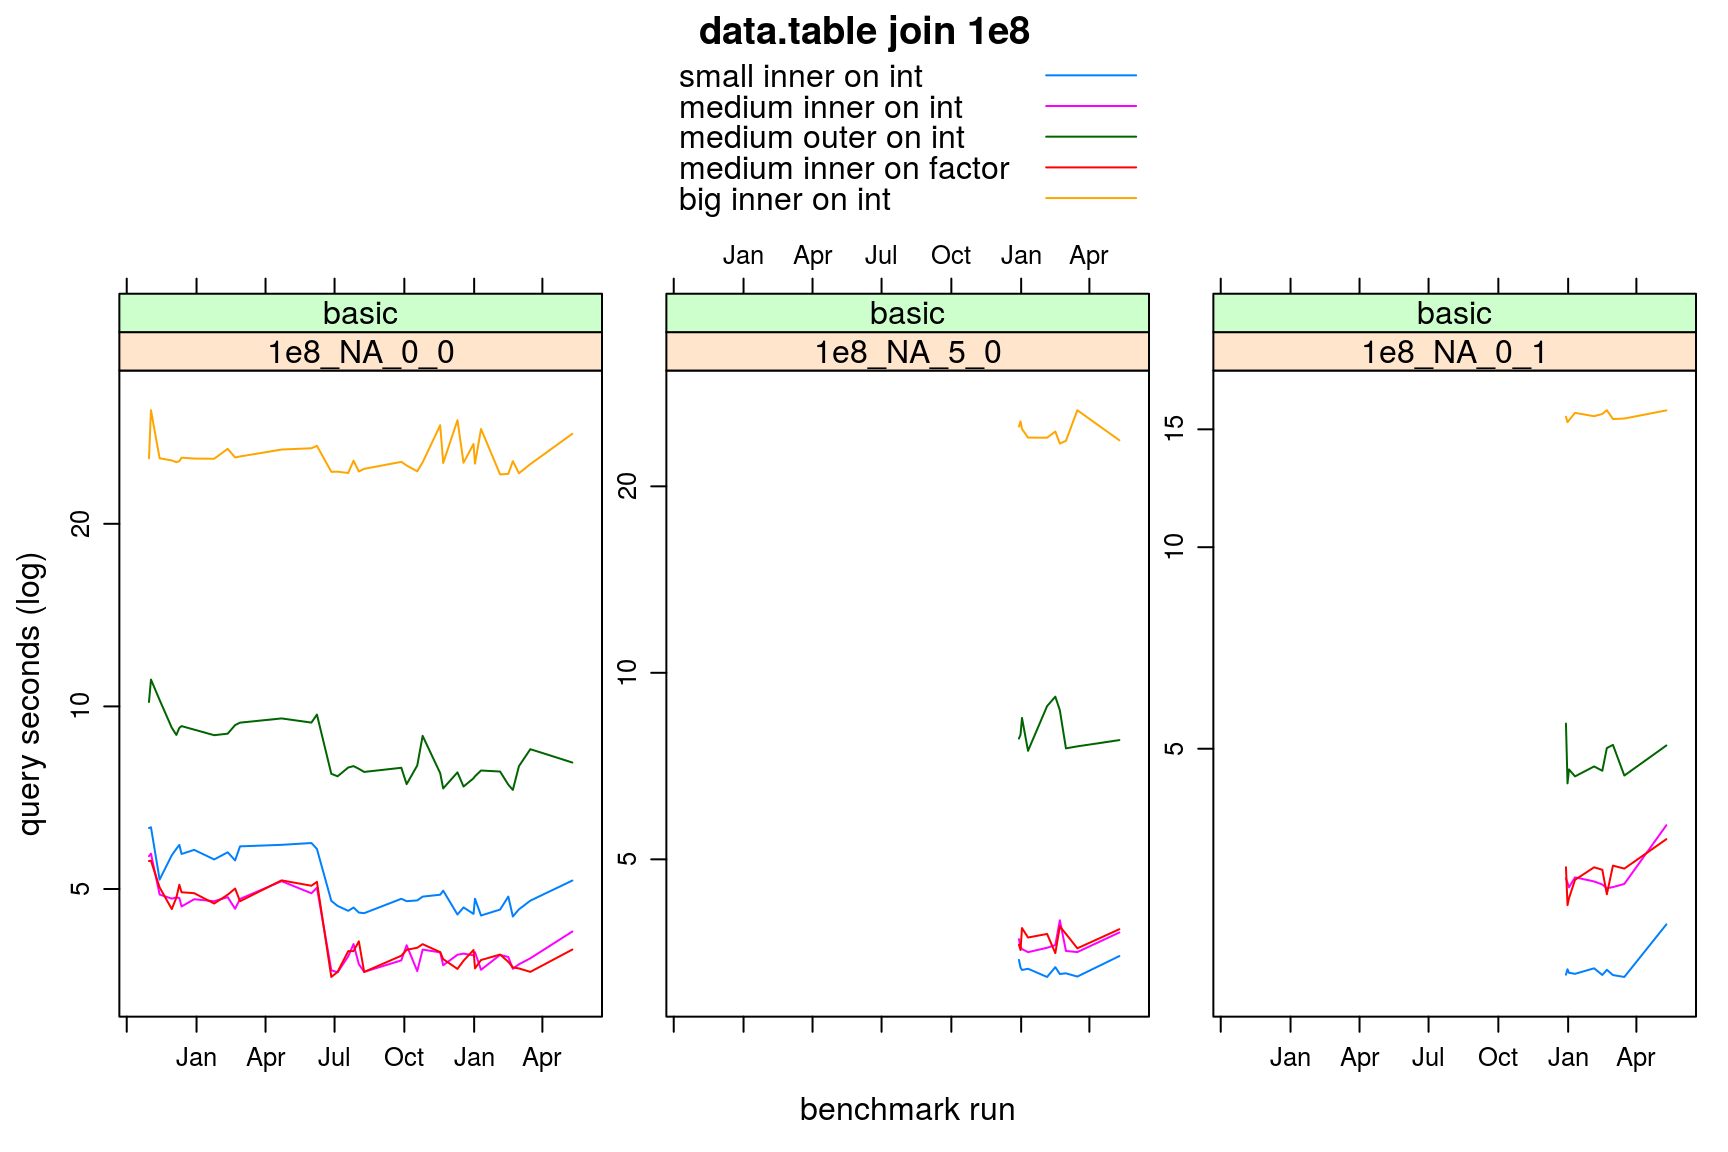 data.table join 1e8
small inner on int
medium inner on int
medium outer on int
medium inner on factor
big inner on int
Jan Apr Jul Oct Jan Apr
basic basic basic
1e8_NA_0_0 1e8_NA_5_0 1e8_NA_0_1
query seconds (log)
20
10
5
20
10
5
15
10
5
Jan Apr Jul Oct Jan Apr
Jan Apr Jul Oct Jan Apr
benchmark run